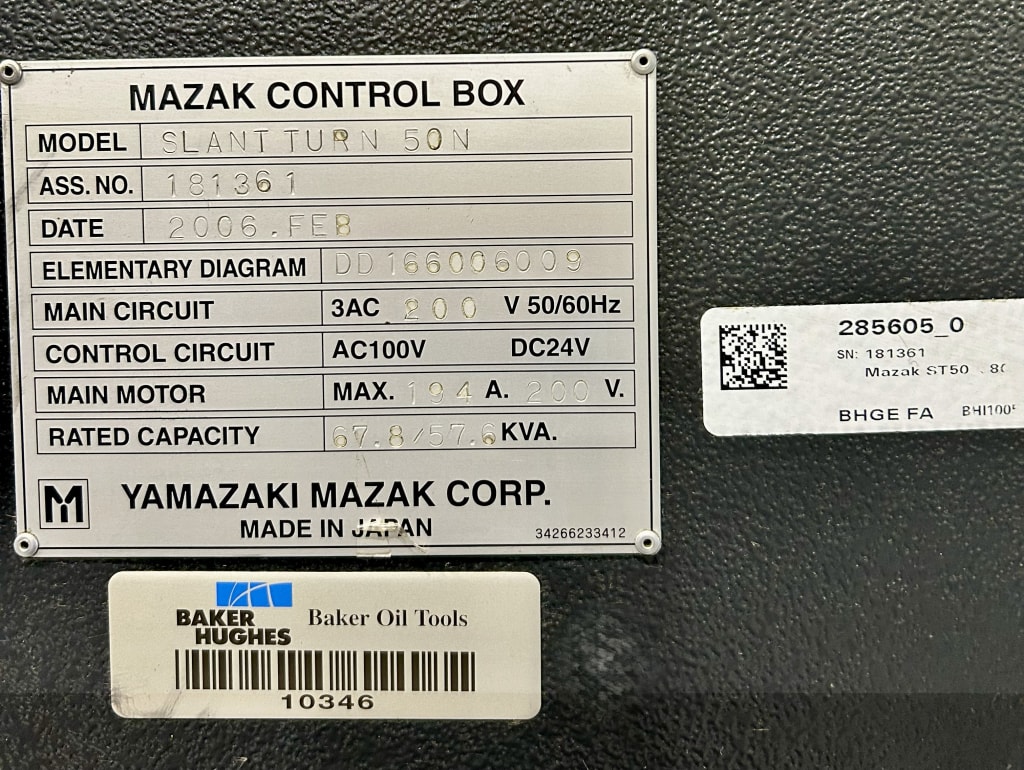 MAZAK CONTROL BOX
MODEL SLANT TURN 50N
ASS. NO. 181361
DATE 2006.FEB
ELEMENTARY DIAGRAM DD166006009
MAIN CIRCUIT 3AC 200 V 50/60Hz
CONTROL CIRCUIT AC100V DC24V
MAIN MOTOR MAX. 194 A. 200 V.
RATED CAPACITY 67.8/57.6 KVA.
M YAMAZAKI MAZAK CORP.
MADE IN JAPAN 34266233412
285605_0
SN: 181361
Mazak ST50
BHGE FA
BAKER HUGHES Baker Oil Tools
10346